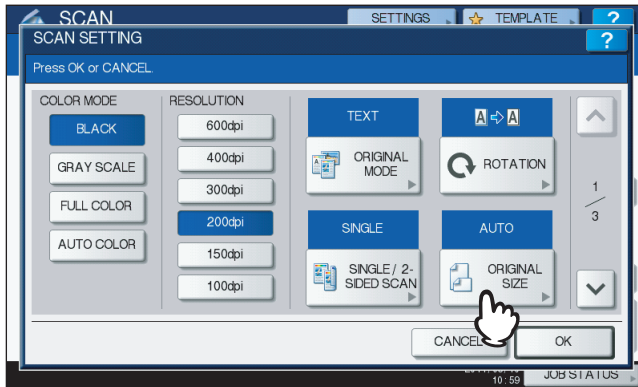 SCAN
SETTINGS
TEMPLATE
?
SCAN SETTING
?
Press OK or CANCEL.
COLOR MODE
BLACK
GRAY SCALE
FULL COLOR
AUTO COLOR
RESOLUTION
600dpi
400dpi
300dpi
200dpi
150dpi
100dpi
TEXT
ORIGINAL
MODE
A A
ROTATION
SINGLE
SINGLE / 2-
SIDED SCAN
AUTO
ORIGINAL
SIZE
1
3
CANCEL
OK
10:59
JOB STATUS